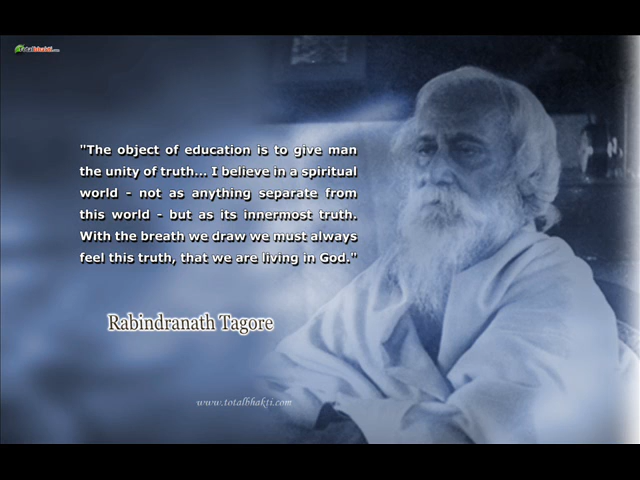 totalbhakti.com
"The object of education is to give man
the unity of truth... I believe in a spiritual
world - not as anything separate from
this world - but as its innermost truth.
With the breath we draw we must always
feel this truth, that we are living in God."
Rabindranath Tagore
www.totalbhakti.com